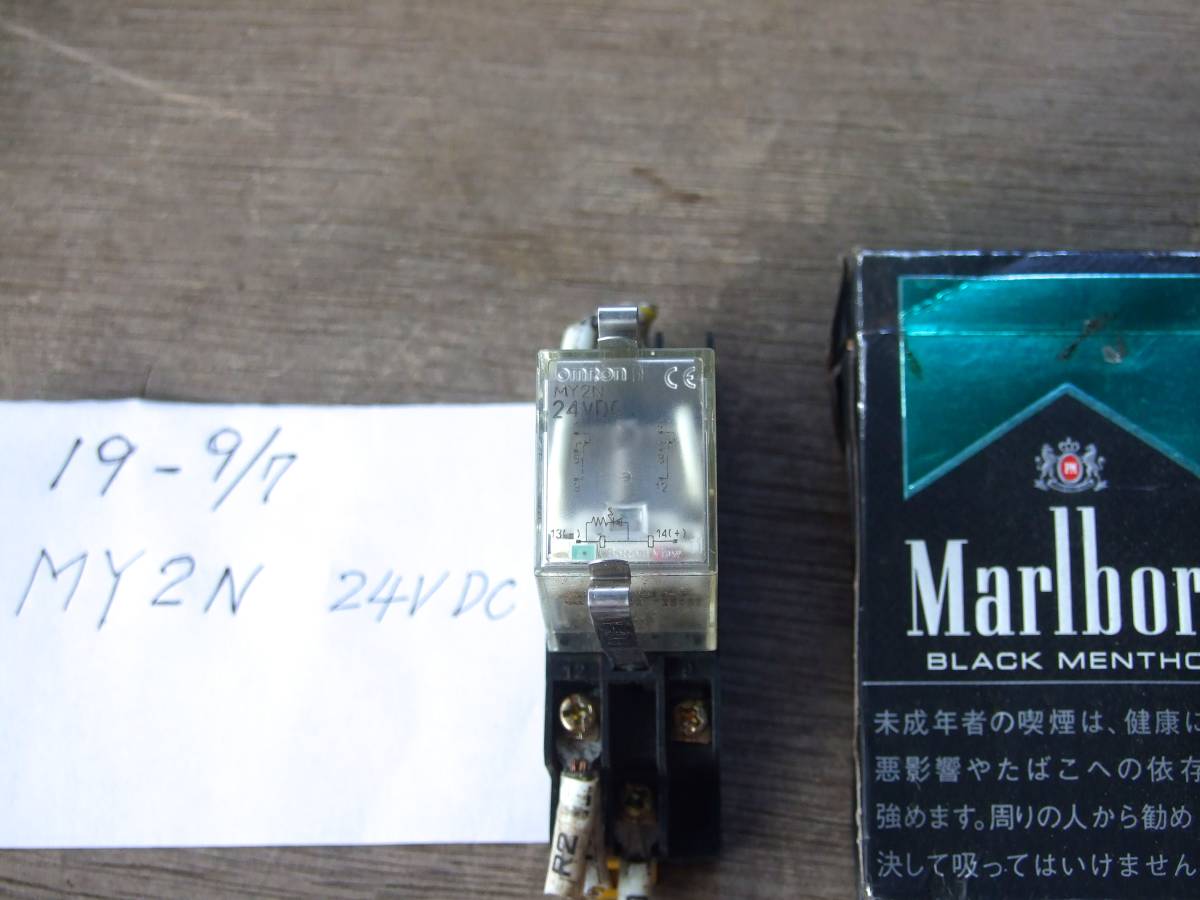 19-9/7
MY2N 24VDC
omron
CE
MY2N
24VDC
13(-)
14(+)
R2
PM
Marlbor
BLACK MENTHO
未成年者の喫煙は、健康に
悪影響やたばこへの依存
強めます。周りの人から勧め
決して吸ってはいけません